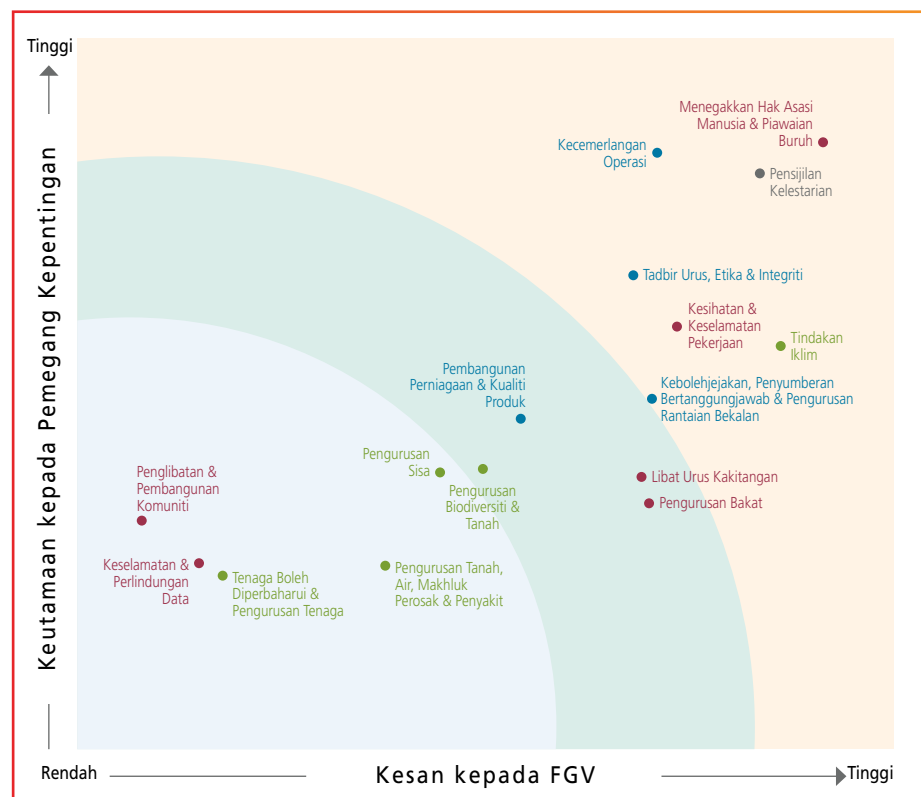 Tinggi
Keutamaan kepada Pemegang Kepentingan
Menegakkan Hak Asasi
Manusia & Piawaian
Buruh
Kecemerlangan
Operasi
Pensijilan
Kelestarian
Tadbir Urus, Etika & Integriti
Kesihatan &
Keselamatan
Pekerjaan
Tindakan
Iklim
Pembangunan
Perniagaan & Kualiti
Produk
Kebolehjejakan, Penyumberan
Bertanggungjawab & Pengurusan
Rantaian Bekalan
Pengurusan
Sisa
Pengurusan
Biodiversiti &
Tanah
Libat Urus Kakitangan
Pengurusan Bakat
Penglibatan &
Pembangunan
Komuniti
Keselamatan &
Perlindungan
Data
Tenaga Boleh
Diperbaharui &
Pengurusan Tenaga
Pengurusan Tanah,
Air, Makhluk
Perosak & Penyakit
Rendah
Kesan kepada FGV
Tinggi